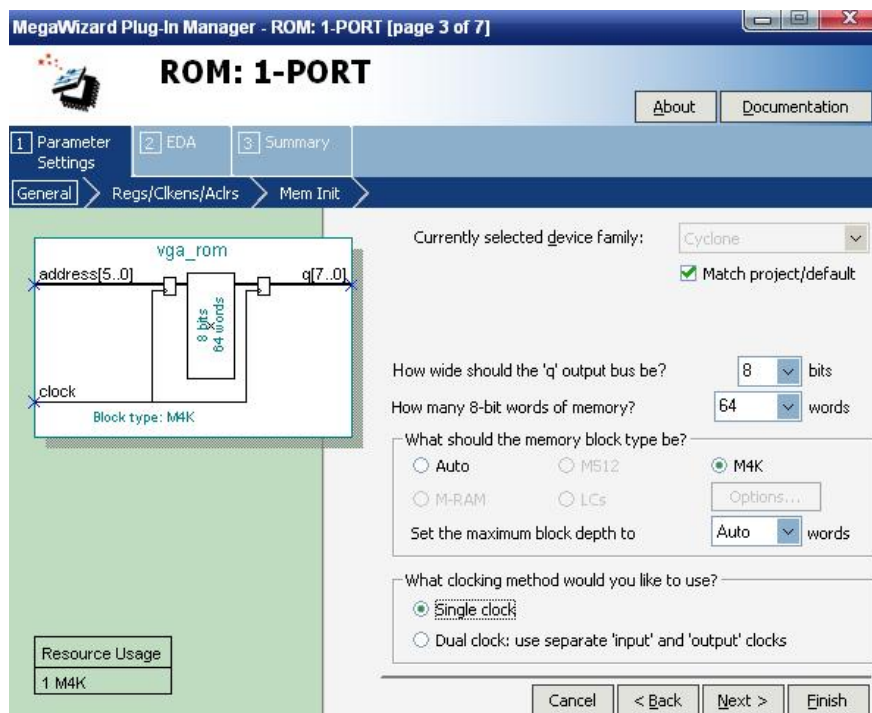 MegaWizard Plug-In Manager - ROM: 1-PORT [page 3 of 7]
ROM: 1-PORT
About
Documentation
1 Parameter Settings
2 EDA
3 Summary
General
Regs/Clkens/Aclrs
Mem Init
vga_rom
address[5..0]
q[7..0]
8 bits
x
64 words
clock
Block type: M4K
Resource Usage
1 M4K
Currently selected device family:
Cyclone
Match project/default
How wide should the 'q' output bus be?
8
bits
How many 8-bit words of memory?
64
words
What should the memory block type be?
Auto
M512
M4K
M-RAM
LCs
Options...
Set the maximum block depth to
Auto
words
What clocking method would you like to use?
Single clock
Dual clock: use separate 'input' and 'output' clocks
Cancel
< Back
Next >
Finish